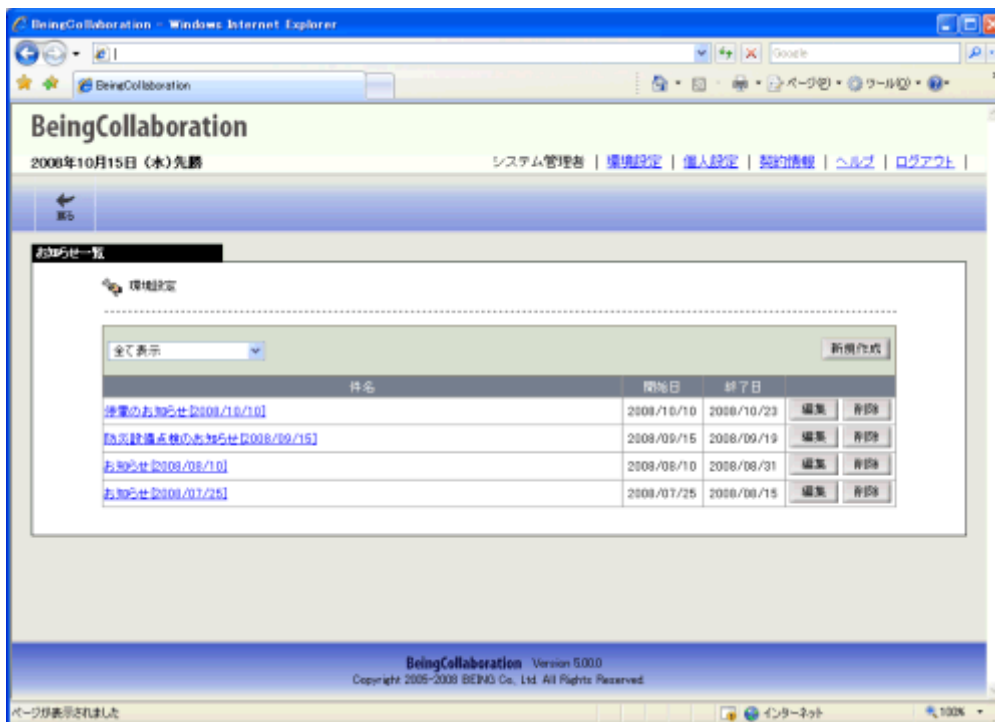 BeingCollaboration - Windows Internet Explorer
Google
BeingCollaboration
ページ(P)
ツール(O)
BeingCollaboration
2008年10月15日 (水) 先勝
システム管理者 | 環境設定 | 個人設定 | 契約情報 | ヘルプ | ログアウト |
戻る
お知らせ一覧
環境設定
全て表示
新規作成
件名 開始日 終了日
停電のお知らせ[2008/10/10] 2008/10/10 2008/10/23 編集 削除
防災設備点検のお知らせ[2008/09/15] 2008/09/15 2008/09/19 編集 削除
お知らせ[2008/08/10] 2008/08/10 2008/08/31 編集 削除
お知らせ[2008/07/25] 2008/07/25 2008/08/15 編集 削除
BeingCollaboration Version 5.00.0
Copyright 2005-2008 BEING Co., Ltd. All Rights Reserved.
ページが表示されました
インターネット
100%